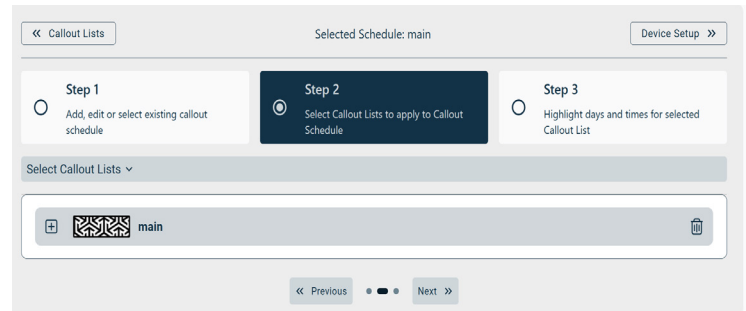 Callout Lists
Selected Schedule: main
Device Setup
Step 1
Add, edit or select existing callout
schedule
Step 2
Select Callout Lists to apply to Callout
Schedule
Step 3
Highlight days and times for selected
Callout List
Select Callout Lists
main
Previous
Next